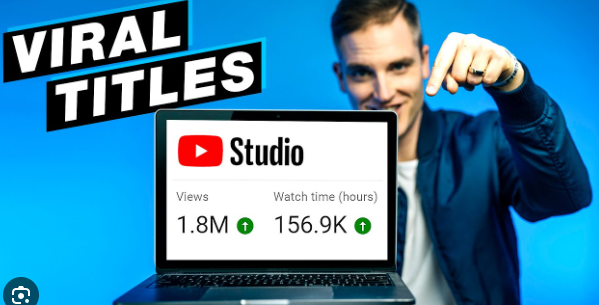 VIRAL
TITLES
Studio
Views Watch time (hours)
1.8M 156.9K